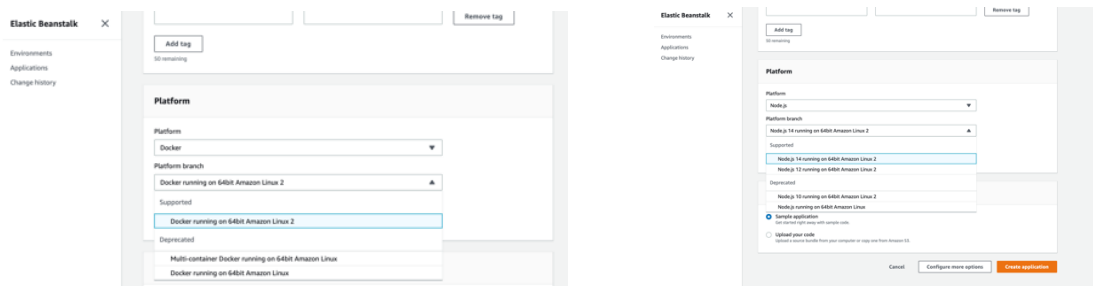 Elastic Beanstalk
Environments
Applications
Change history
Remove tag
Add tag
50 remaining
Platform
Platform
Docker
Platform branch
Docker running on 64bit Amazon Linux 2
Supported
Docker running on 64bit Amazon Linux 2
Deprecated
Multi-container Docker running on 64bit Amazon Linux
Docker running on 64bit Amazon Linux
Elastic Beanstalk
Environments
Applications
Change history
Remove tag
Add tag
50 remaining
Platform
Platform
Node.js
Platform branch
Node.js 14 running on 64bit Amazon Linux 2
Supported
Node.js 14 running on 64bit Amazon Linux 2
Node.js 12 running on 64bit Amazon Linux 2
Deprecated
Node.js 10 running on 64bit Amazon Linux 2
Node.js running on 64bit Amazon Linux
Sample application
Get started right away with sample code.
Upload your code
Upload a source bundle from your computer or copy one from Amazon S3.
Cancel
Configure more options
Create application